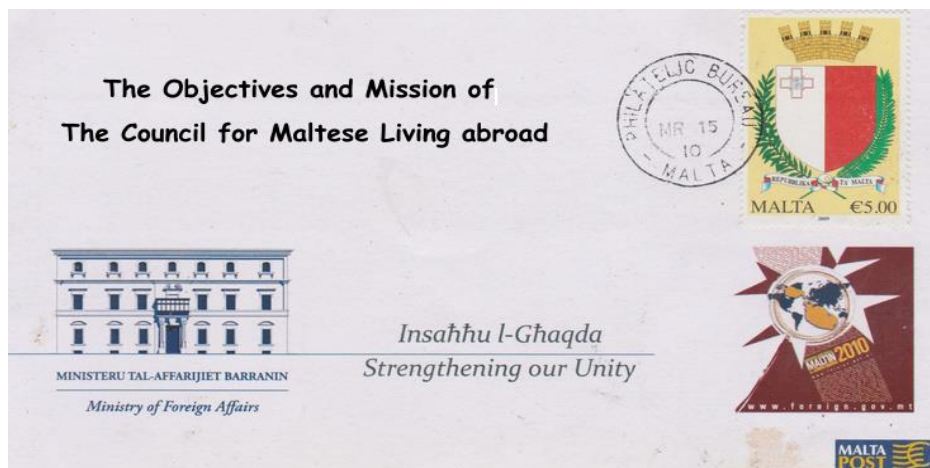 The Objectives and Mission of
The Council for Maltese Living abroad
PHILATELIC BUREAU
MR 15
10
- MALTA -
REPUBBLIKA TA MALTA
MALTA €5.00
2009
MINISTERU TAL-AFFARIJIET BARRANIN
Ministry of Foreign Affairs
Insaħħu l-Għaqda
Strengthening our Unity
2010
www.foreign.gov.mt
MALTA
POST